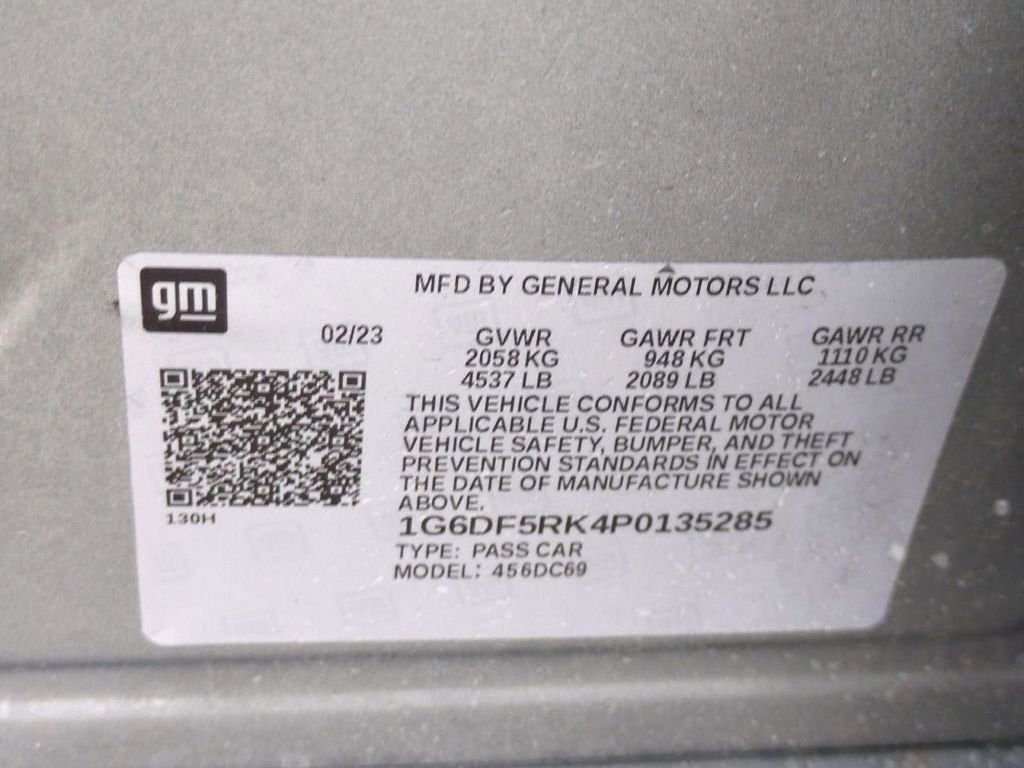 gm
MFD BY GENERAL MOTORS LLC
02/23 GVWR GAWR FRT GAWR RR
2058 KG 948 KG 1110 KG
4537 LB 2089 LB 2448 LB
THIS VEHICLE CONFORMS TO ALL
APPLICABLE U.S. FEDERAL MOTOR
VEHICLE SAFETY, BUMPER, AND THEFT
PREVENTION STANDARDS IN EFFECT ON
THE DATE OF MANUFACTURE SHOWN
ABOVE.
130H
1G6DF5RK4P0135285
TYPE: PASS CAR
MODEL: 456DC69